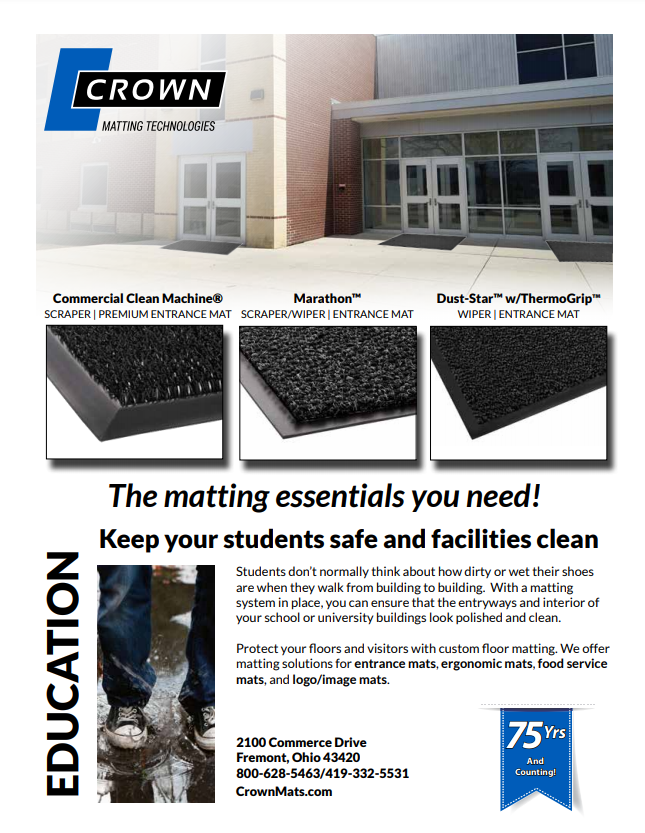 CROWN
MATTING TECHNOLOGIES
Commercial Clean Machine®
SCRAPER | PREMIUM ENTRANCE MAT
Marathon™
SCRAPER/WIPER | ENTRANCE MAT
Dust-Star™ w/ThermoGrip™
WIPER | ENTRANCE MAT
The matting essentials you need!
Keep your students safe and facilities clean
EDUCATION
Students don't normally think about how dirty or wet their shoes
are when they walk from building to building. With a matting
system in place, you can ensure that the entryways and interior of
your school or university buildings look polished and clean.
Protect your floors and visitors with custom floor matting. We offer
matting solutions for entrance mats, ergonomic mats, food service
mats, and logo/image mats.
2100 Commerce Drive
Fremont, Ohio 43420
800-628-5463/419-332-5531
CrownMats.com
75 Yrs
And
Counting!